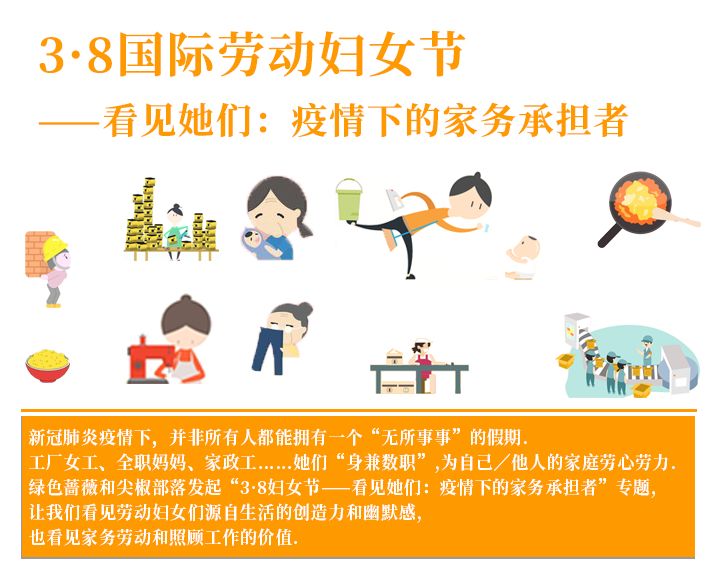 3·8国际劳动妇女节
——看见她们：疫情下的家务承担者
新冠肺炎疫情下，并非所有人都能拥有一个“无所事事”的假期.
工厂女工、全职妈妈、家政工……她们“身兼数职”,为自己／他人的家庭劳心劳力.
绿色蔷薇和尖椒部落发起“3·8妇女节——看见她们：疫情下的家务承担者”专题，
让我们看见劳动妇女们源自生活的创造力和幽默感，
也看见家务劳动和照顾工作的价值.